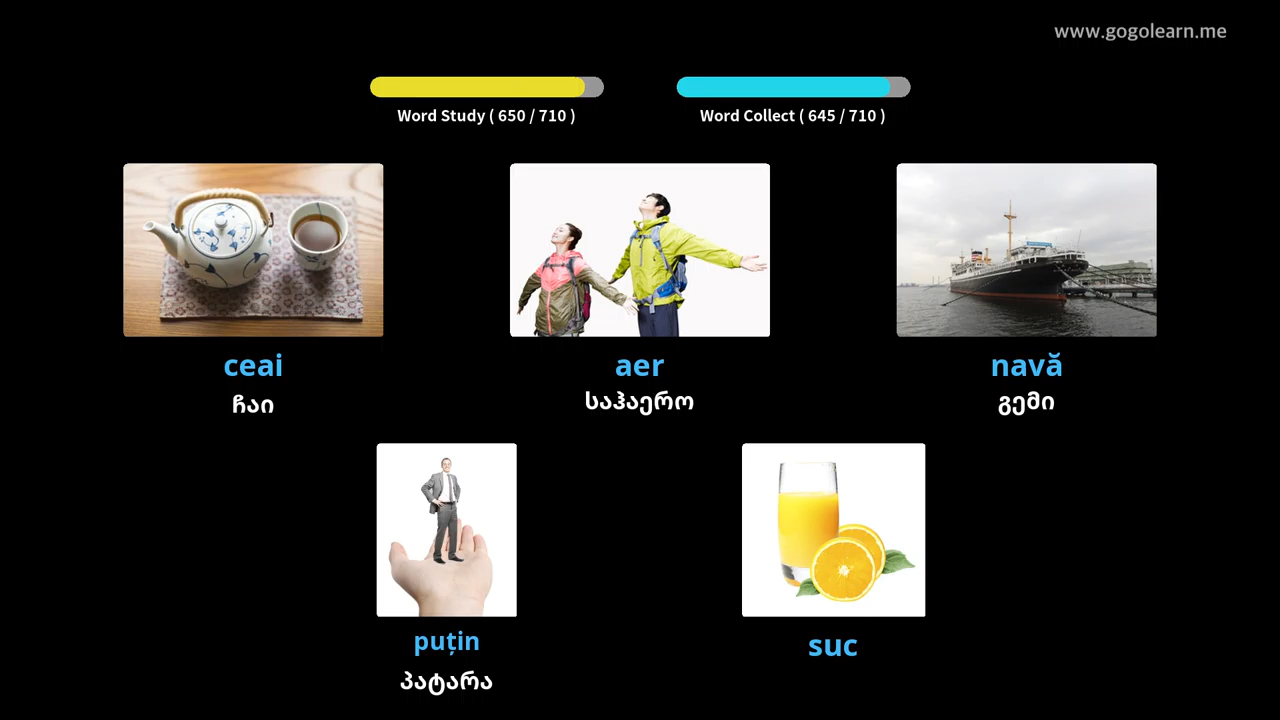 www.gogolearn.me
Word Study ( 650 / 710 )
Word Collect ( 645 / 710 )
ceai
ჩაი
aer
საჰაერო
navă
გემი
puțin
პატარა
suc